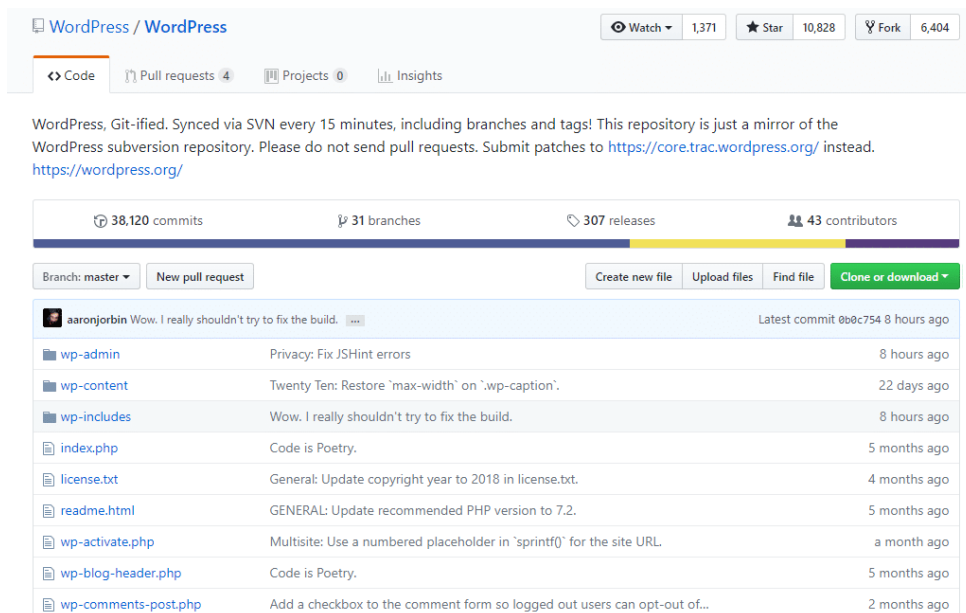 WordPress / WordPress
Watch 1,371 Star 10,828 Fork 6,404
Code Pull requests 4 Projects 0 Insights
WordPress, Git-ified. Synced via SVN every 15 minutes, including branches and tags! This repository is just a mirror of the
WordPress subversion repository. Please do not send pull requests. Submit patches to https://core.trac.wordpress.org/ instead.
https://wordpress.org/
38,120 commits 31 branches 307 releases 43 contributors
Branch: master New pull request Create new file Upload files Find file Clone or download
aaronjorbin Wow. I really shouldn't try to fix the build. ... Latest commit 0b0c754 8 hours ago
wp-admin Privacy: Fix JSHint errors 8 hours ago
wp-content Twenty Ten: Restore `max-width` on `.wp-caption`. 22 days ago
wp-includes Wow. I really shouldn't try to fix the build. 8 hours ago
index.php Code is Poetry. 5 months ago
license.txt General: Update copyright year to 2018 in license.txt. 4 months ago
readme.html GENERAL: Update recommended PHP version to 7.2. 5 months ago
wp-activate.php Multisite: Use a numbered placeholder in `sprintf()` for the site URL. a month ago
wp-blog-header.php Code is Poetry. 5 months ago
wp-comments-post.php Add a checkbox to the comment form so logged out users can opt-out of... 2 months ago